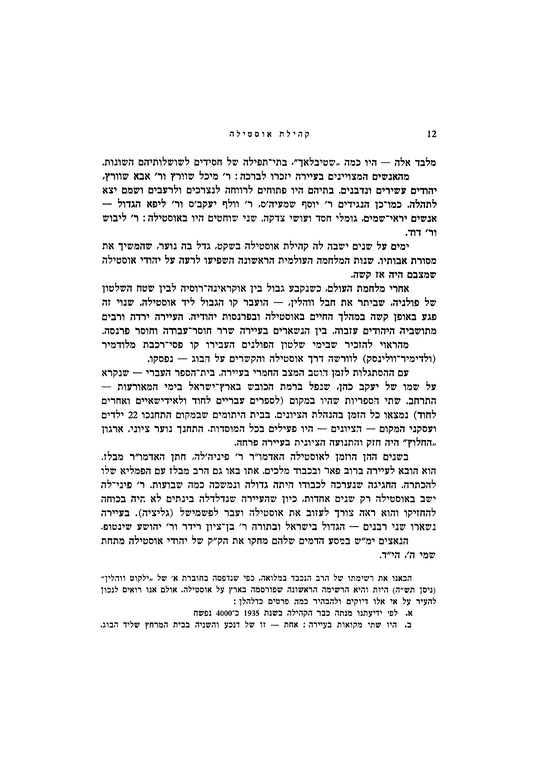 12 קהילת אוסטילה
מלבד אלה — היו כמה „שטיבלאך", בתי־תפילה של חסידים לשושלותיהם השונות.
מהאנשים המצויינים בעיירה יזכרו לברכה: ר' מיכל שוורץ ור' אבא שוורץ,
יהודים עשירים ונדבנים. בתיהם היו פתוחים לרווחה לנצרכים ולרעבים ושמם יצא
לתהלה. כמו־כן הנגידים ר' יוסף שמעיה'ס, ר' וולף יעקב'ס ור' ליפא הגדול —
אנשים יראי־שמים, גומלי חסד ועושי צדקה. שני שוחטים היו באוסטילה: ר' ליבוש
ור' דוד.
ימים על שנים ישבה לה קהילת אוסטילה בשקט, גדל בה נוער, שהמשיך את
מסורת אבותיו. שנות המלחמה העולמית הראשונה השפיעו לרעה על יהודי אוסטילה
שמצבם היה אז קשה.
אחרי מלחמת העולם, כשנקבע גבול בין אוקראינה־רוסיה לבין שטח השלטון
של פולניה, שביתר את חבל ווהלין, — הועבר קו הגבול ליד אוסטילה. שנוי זה
פגע באופן קשה במהלך החיים באוסטילה ובפרנסות יהודיה. העיירה ירדה ורבים
מתושביה היהודים עזבוה. בין הנשארים בעיירה שרר חוסר־עבודה וחוסר פרנסה.
מהראוי להזכיר שבימי שלטון הפולנים העבירו קו פסי־רכבת מלודמיר
(ולדימיר־וולינסק) לוורשה דרך אוסטילה והקשרים על הבוג — נפסקו.
עם ההסתגלות לזמן הוטב המצב החמרי בעיירה. בית־הספר העברי — שנקרא
על שמו של יעקב כהן, שנפל ברמת הכובש בארץ־ישראל בימי המאורעות —
התרחב. שתי הספריות שהיו במקום (לספרים עבריים לחוד ולאידישאיים ואחרים
לחוד) נמצאו כל הזמן בהנהלת הציונים. בבית היתומים שבמקום התחנכו 22 ילדים
ועסקני המקום — הציונים — היו פעילים בכל המוסדות. התחנך נוער ציוני. ארגון
„החלוץ" היה חזק והתנועה הציונית בעיירה פרחה.
בשנים ההן הוזמן לאוסטילה האדמו"ר ר' פיניה'לה, חתן האדמו"ר מבלז.
הוא הובא לעיירה ברוב פאר ובכבוד מלכים. אתו באו גם הרב מבלז עם הפמליא שלו
להכתרה. החגיגה שנערכה לכבודו היתה גדולה ונמשכה כמה שבועות. ר' פיני־לה
ישב באוסטילה רק שנים אחדות, כיון שהעיירה שנדלדלה בינתים לא היה בכוחה
להחזיקו והוא ראה צורך לעזוב את אוסטילה ועבר לפשמישל (גליציה). בעיירה
נשארו שני רבנים — הגדול בישראל ובתורה ר' בן־ציון רידר ור' יהושע שינטופ.
הנאצים ימ"ש במסע הדמים שלהם מחקו את הק"ק של יהודי אוסטילה מתחת
שמי ה', הי"ד.
הבאנו את רשימתו של הרב הנכבד במלואה, כפי שנדפסה בחוברת א' של „ילקוט ווהלין"
(ניסן תש"ה) היות והיא הרשימה הראשונה שפורסמה בארץ על אוסטילה. אולם אנו רואים לנכון
להעיר על אי אלו דיוקים ולהבהיר כמה פרטים כדלהלן:
א. לפי ידיעתנו מנתה כבר הקהילה בשנת 1935 כ־4000 נפשות
ב. היו שתי מקואות בעיירה: אחת — זו של דנכע והשניה בבית המרחץ שליד הבוג.